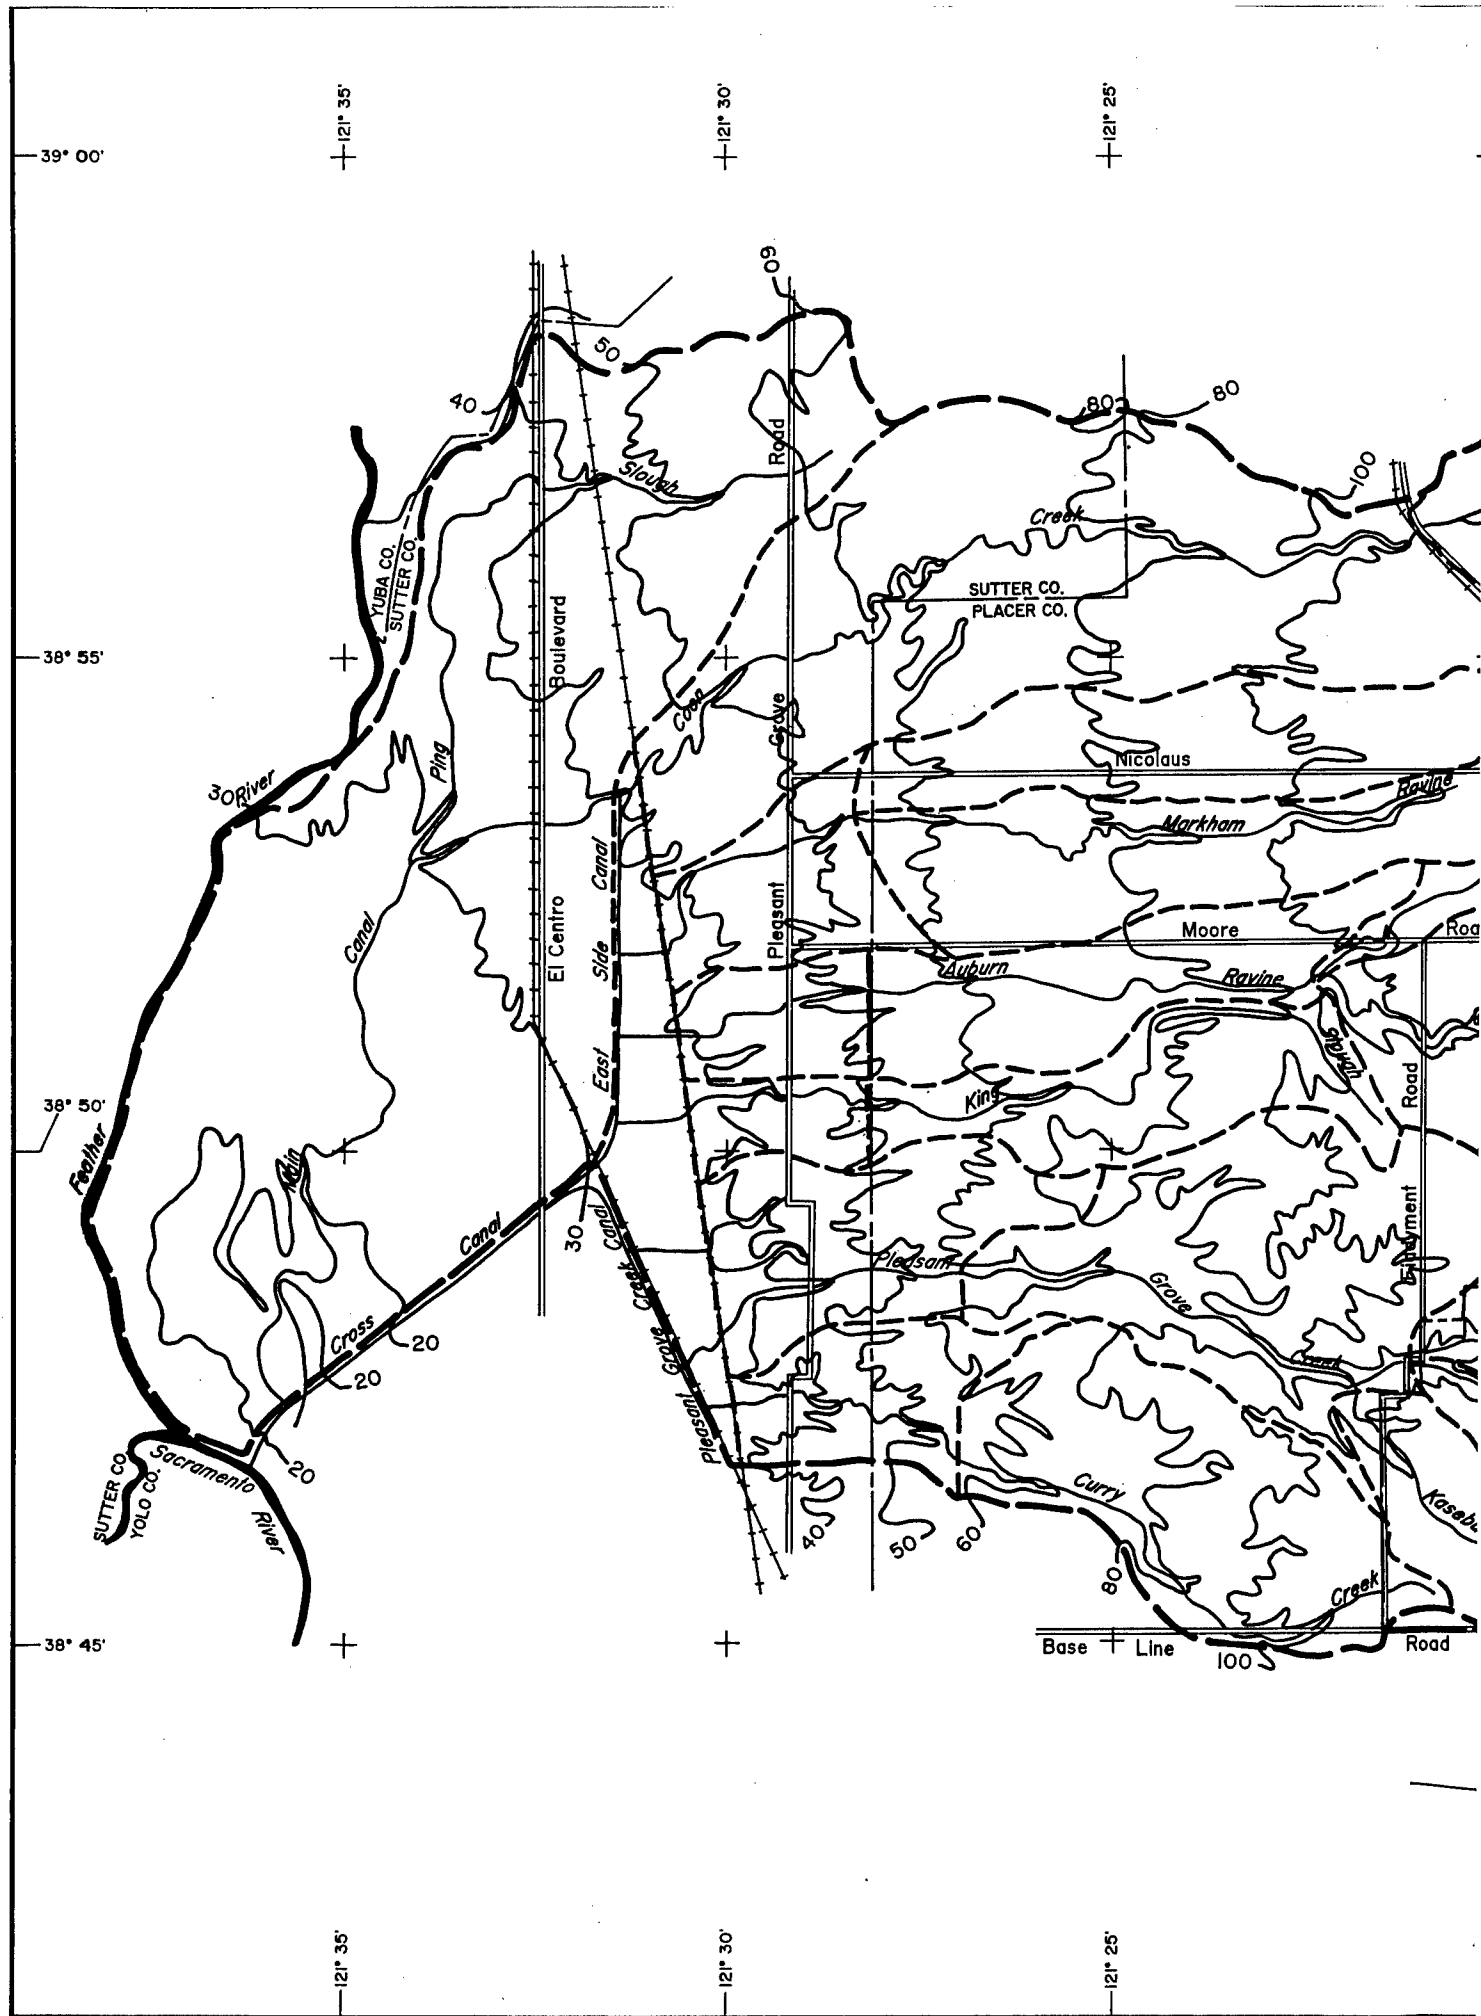 121° 35'
121° 30'
121° 25'
39° 00'
60
50
40
80
80
Road
100
Slough
Creek
YUBA CO.
SUTTER CO.
SUTTER CO.
PLACER CO.
Boulevard
38° 55'
Coon
Grove
Ping
Nicolaus
30
River
Ravine
Markham
Canal
Pleasant
El Centro
Canal
Side
Moore
Roa
Auburn
Ravine
East
King
Slough
Road
38° 50'
Feather
Main
Canal
30
Canal
Creek
Pleasant
Grove
Fiddyment
Cross
20
20
Grove
Creek
Pleasant
SUTTER CO.
YOLO CO.
Sacramento
River
20
Curry
Kasebe
40
50
60
80
Creek
38° 45'
Base Line Road
100
121° 35'
121° 30'
121° 25'